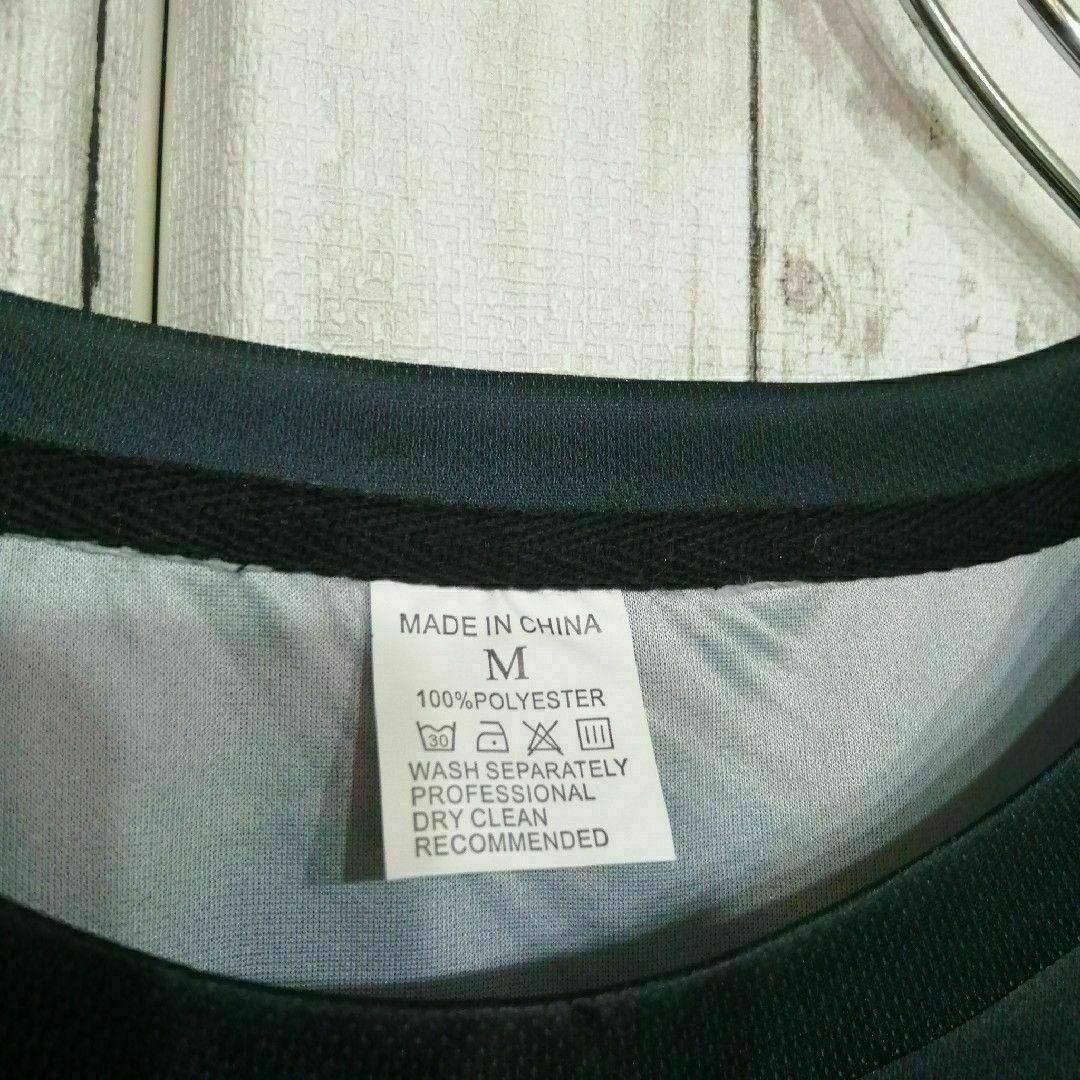 MADE IN CHINA
M
100%POLYESTER
30
WASH SEPARATELY
PROFESSIONAL
DRY CLEAN
RECOMMENDED